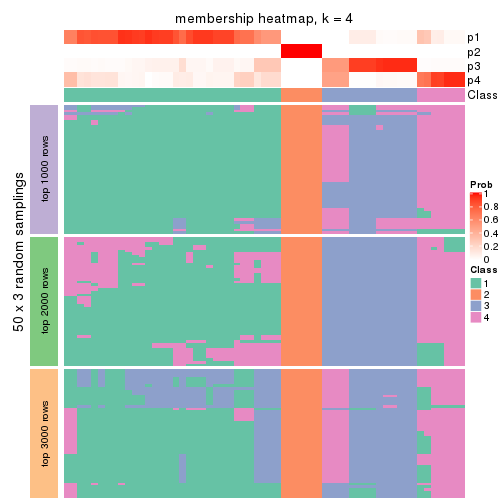 membership heatmap, k = 4
p1
p2
p3
p4
Class
50 x 3 random samplings
top 1000 rows
top 2000 rows
top 3000 rows
Prob
1
0.8
0.6
0.4
0.2
0
Class
1
2
3
4